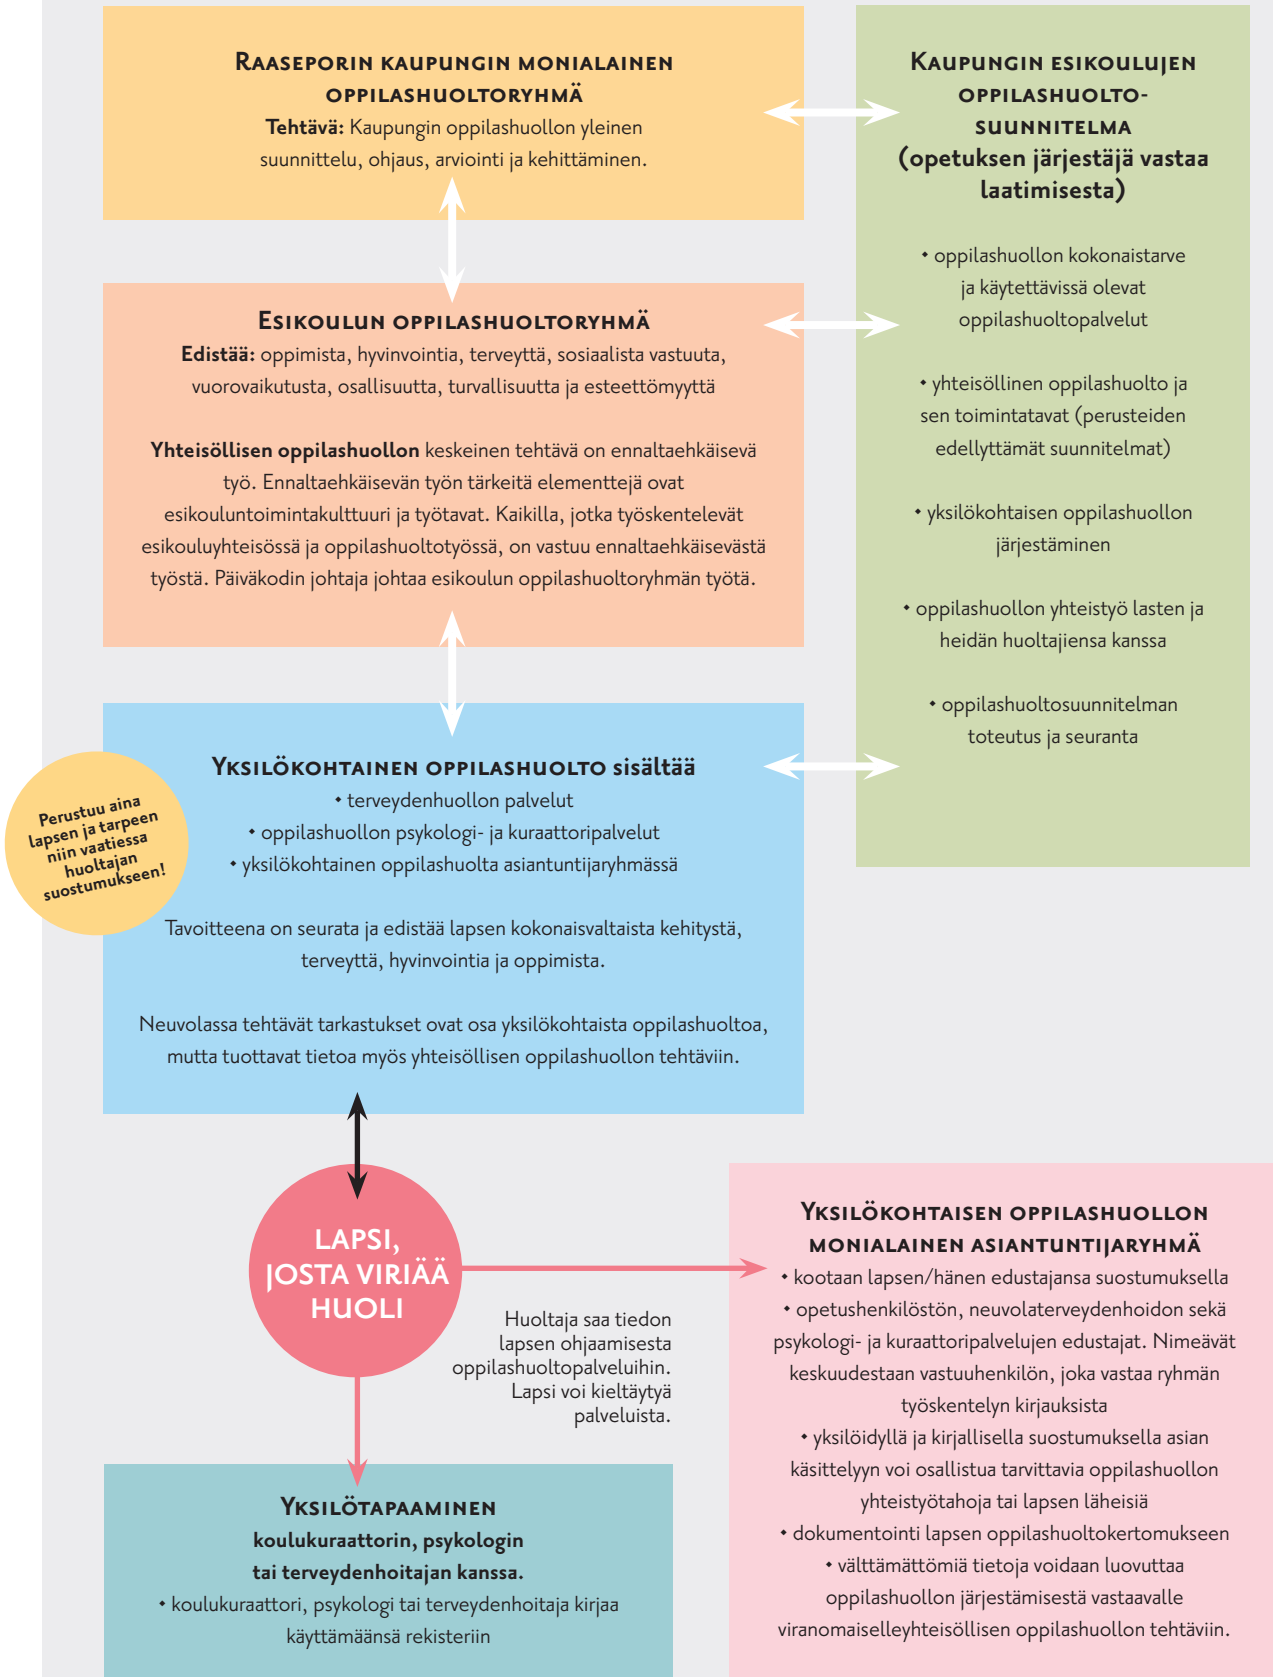 Raaseporin kaupungin monialainen
oppilashuoltoryhmä
Tehtävä: Kaupungin oppilashuollon yleinen
suunnittelu, ohjaus, arviointi ja kehittäminen.
Kaupungin esikoulujen
oppilashuolto-
suunnitelma
(opetuksen järjestäjä vastaa
laatimisesta)
• oppilashuollon kokonaistarve
ja käytettävissä olevat
oppilashuoltopalvelut
• yhteisöllinen oppilashuolto ja
sen toimintatavat (perusteiden
edellyttämät suunnitelmat)
• yksilökohtaisen oppilashuollon
järjestäminen
• oppilashuollon yhteistyö lasten ja
heidän huoltajiensa kanssa
• oppilashuoltosuunnitelman
toteutus ja seuranta
Esikoulun oppilashuoltoryhmä
Edistää: oppimista, hyvinvointia, terveyttä, sosiaalista vastuuta,
vuorovaikutusta, osallisuutta, turvallisuutta ja esteettömyyttä
Yhteisöllisen oppilashuollon keskeinen tehtävä on ennaltaehkäisevä
työ. Ennaltaehkäisevän työn tärkeitä elementtejä ovat
esikouluntoimintakulttuuri ja työtavat. Kaikilla, jotka työskentelevät
esikouluyhteisössä ja oppilashuoltotyössä, on vastuu ennaltaehkäisevästä
työstä. Päiväkodin johtaja johtaa esikoulun oppilashuoltoryhmän työtä.
Perustuu aina
lapsen ja tarpeen
niin vaatiessa
huoltajan
suostumukseen!
Yksilökohtainen oppilashuolto sisältää
• terveydenhuollon palvelut
• oppilashuollon psykologi- ja kuraattoripalvelut
• yksilökohtainen oppilashuolta asiantuntijaryhmässä
Tavoitteena on seurata ja edistää lapsen kokonaisvaltaista kehitystä,
terveyttä, hyvinvointia ja oppimista.
Neuvolassa tehtävät tarkastukset ovat osa yksilökohtaista oppilashuoltoa,
mutta tuottavat tietoa myös yhteisöllisen oppilashuollon tehtäviin.
LAPSI,
JOSTA VIRIÄÄ
HUOLI
Huoltaja saa tiedon
lapsen ohjaamisesta
oppilashuoltopalveluihin.
Lapsi voi kieltäytyä
palveluista.
Yksilökohtaisen oppilashuollon
monialainen asiantuntijaryhmä
• kootaan lapsen/hänen edustajansa suostumuksella
• opetushenkilöstön, neuvolaterveydenhoidon sekä
psykologi- ja kuraattoripalvelujen edustajat. Nimeävät
keskuudestaan vastuuhenkilön, joka vastaa ryhmän
työskentelyn kirjauksista
• yksilöidyllä ja kirjallisella suostumuksella asian
käsittelyyn voi osallistua tarvittavia oppilashuollon
yhteistyötahoja tai lapsen läheisiä
• dokumentointi lapsen oppilashuoltokertomukseen
• välttämättömiä tietoja voidaan luovuttaa
oppilashuollon järjestämisestä vastaavalle
viranomaiselleyhteisöllisen oppilashuollon tehtäviin.
Yksilötapaaminen
koulukuraattorin, psykologin
tai terveydenhoitajan kanssa.
• koulukuraattori, psykologi tai terveydenhoitaja kirjaa
käyttämäänsä rekisteriin